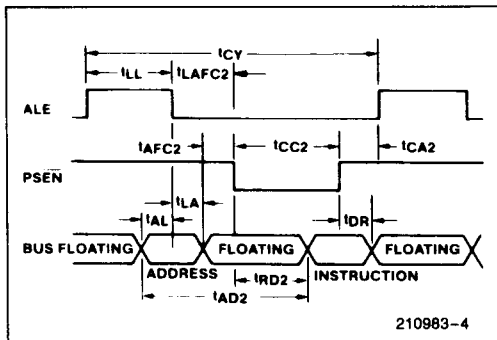 tCY
tLL tLAFC2
ALE
tAFC2 tCC2 tCA2
PSEN
tLA
tAL tDR
BUS FLOATING FLOATING FLOATING
ADDRESS tRD2 INSTRUCTION
tAD2
210983-4